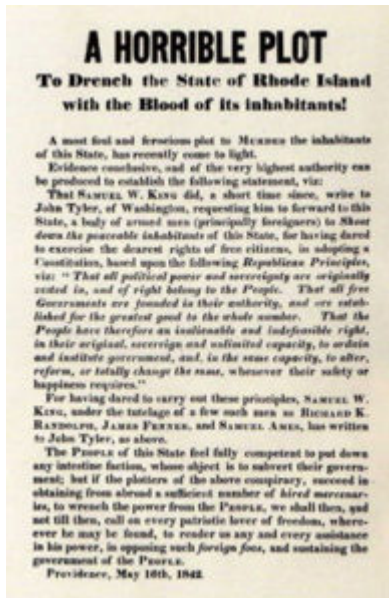 A HORRIBLE PLOT
To Drench the State of Rhode Island
with the Blood of its inhabitants!
A most foul and ferocious plot to MURDER the inhabitants
of this State, has recently come to light.
Evidence conclusive, and of the very highest authority can
be produced to establish the following statement, viz:
That SAMUEL W. KING did, a short time since, write to
John Tyler, of Washington, requesting him to forward to this
State, a body of armed men (principally foreigners) to Shoot
down the peaceable inhabitants of this State, for having dared
to exercise the dearest rights of free citizens, in adopting a
Constitution, based upon the following Republican Principles,
viz: "That all political power and sovereignty are originally
vested in, and of right belong to the People. That all free
Governments are founded in their authority, and are estab-
lished for the greatest good to the whole number. That the
People have therefore an inalienable and indefeasible right,
in their original, sovereign and unlimited capacity, to ordain
and institute government, and, in the same capacity, to alter,
reform, or totally change the same, whenever their safety or
happiness requires."
For having dared to carry out these principles, SAMUEL W.
KING, under the tutelage of a few such men as RICHARD K.
RANDOLPH, JAMES FENNER, and SAMUEL AMES, has written
to John Tyler, as above.
The PEOPLE of this State feel fully competent to put down
any intestine faction, whose object is to subvert their govern-
ment; but if the plotters of the above conspiracy, succeed in
obtaining from abroad a sufficient number of hired mercenar-
ies, to wrench the power from the PEOPLE, we shall then, and
not till then, call on every patriotic lover of freedom, where-
ever he may be found, to render us any and every assistance
in his power, in opposing such foreign foes, and sustaining the
government of the PEOPLE.
Providence, May 16th, 1842.